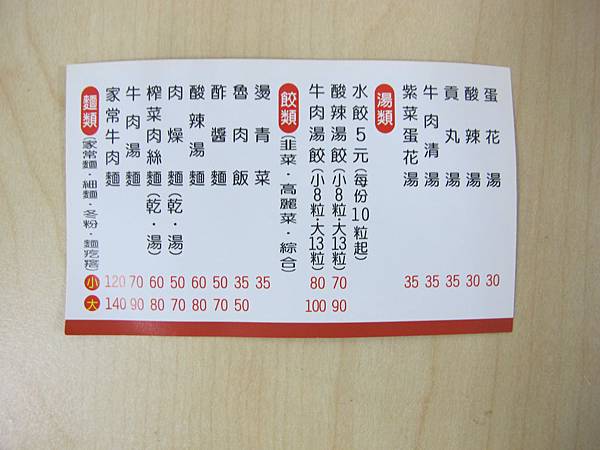 麵類(家常麵·細麵·冬粉·麵疙瘩) 小 大
家常牛肉麵 120 140
牛肉湯麵 70 90
榨菜肉絲麵(乾·湯) 60 80
肉燥麵(乾·湯) 50 70
酸辣湯麵 60 80
酢醬麵 50 70
魯肉飯 35 50
燙青菜 35
餃類(韭菜·高麗菜·綜合)
牛肉湯餃(小8粒·大13粒) 80 100
酸辣湯餃(小8粒·大13粒) 70 90
水餃5元(每份10粒起)
湯類
紫菜蛋花湯 35
牛肉清湯 35
貢丸湯 35
酸辣湯 30
蛋花湯 30